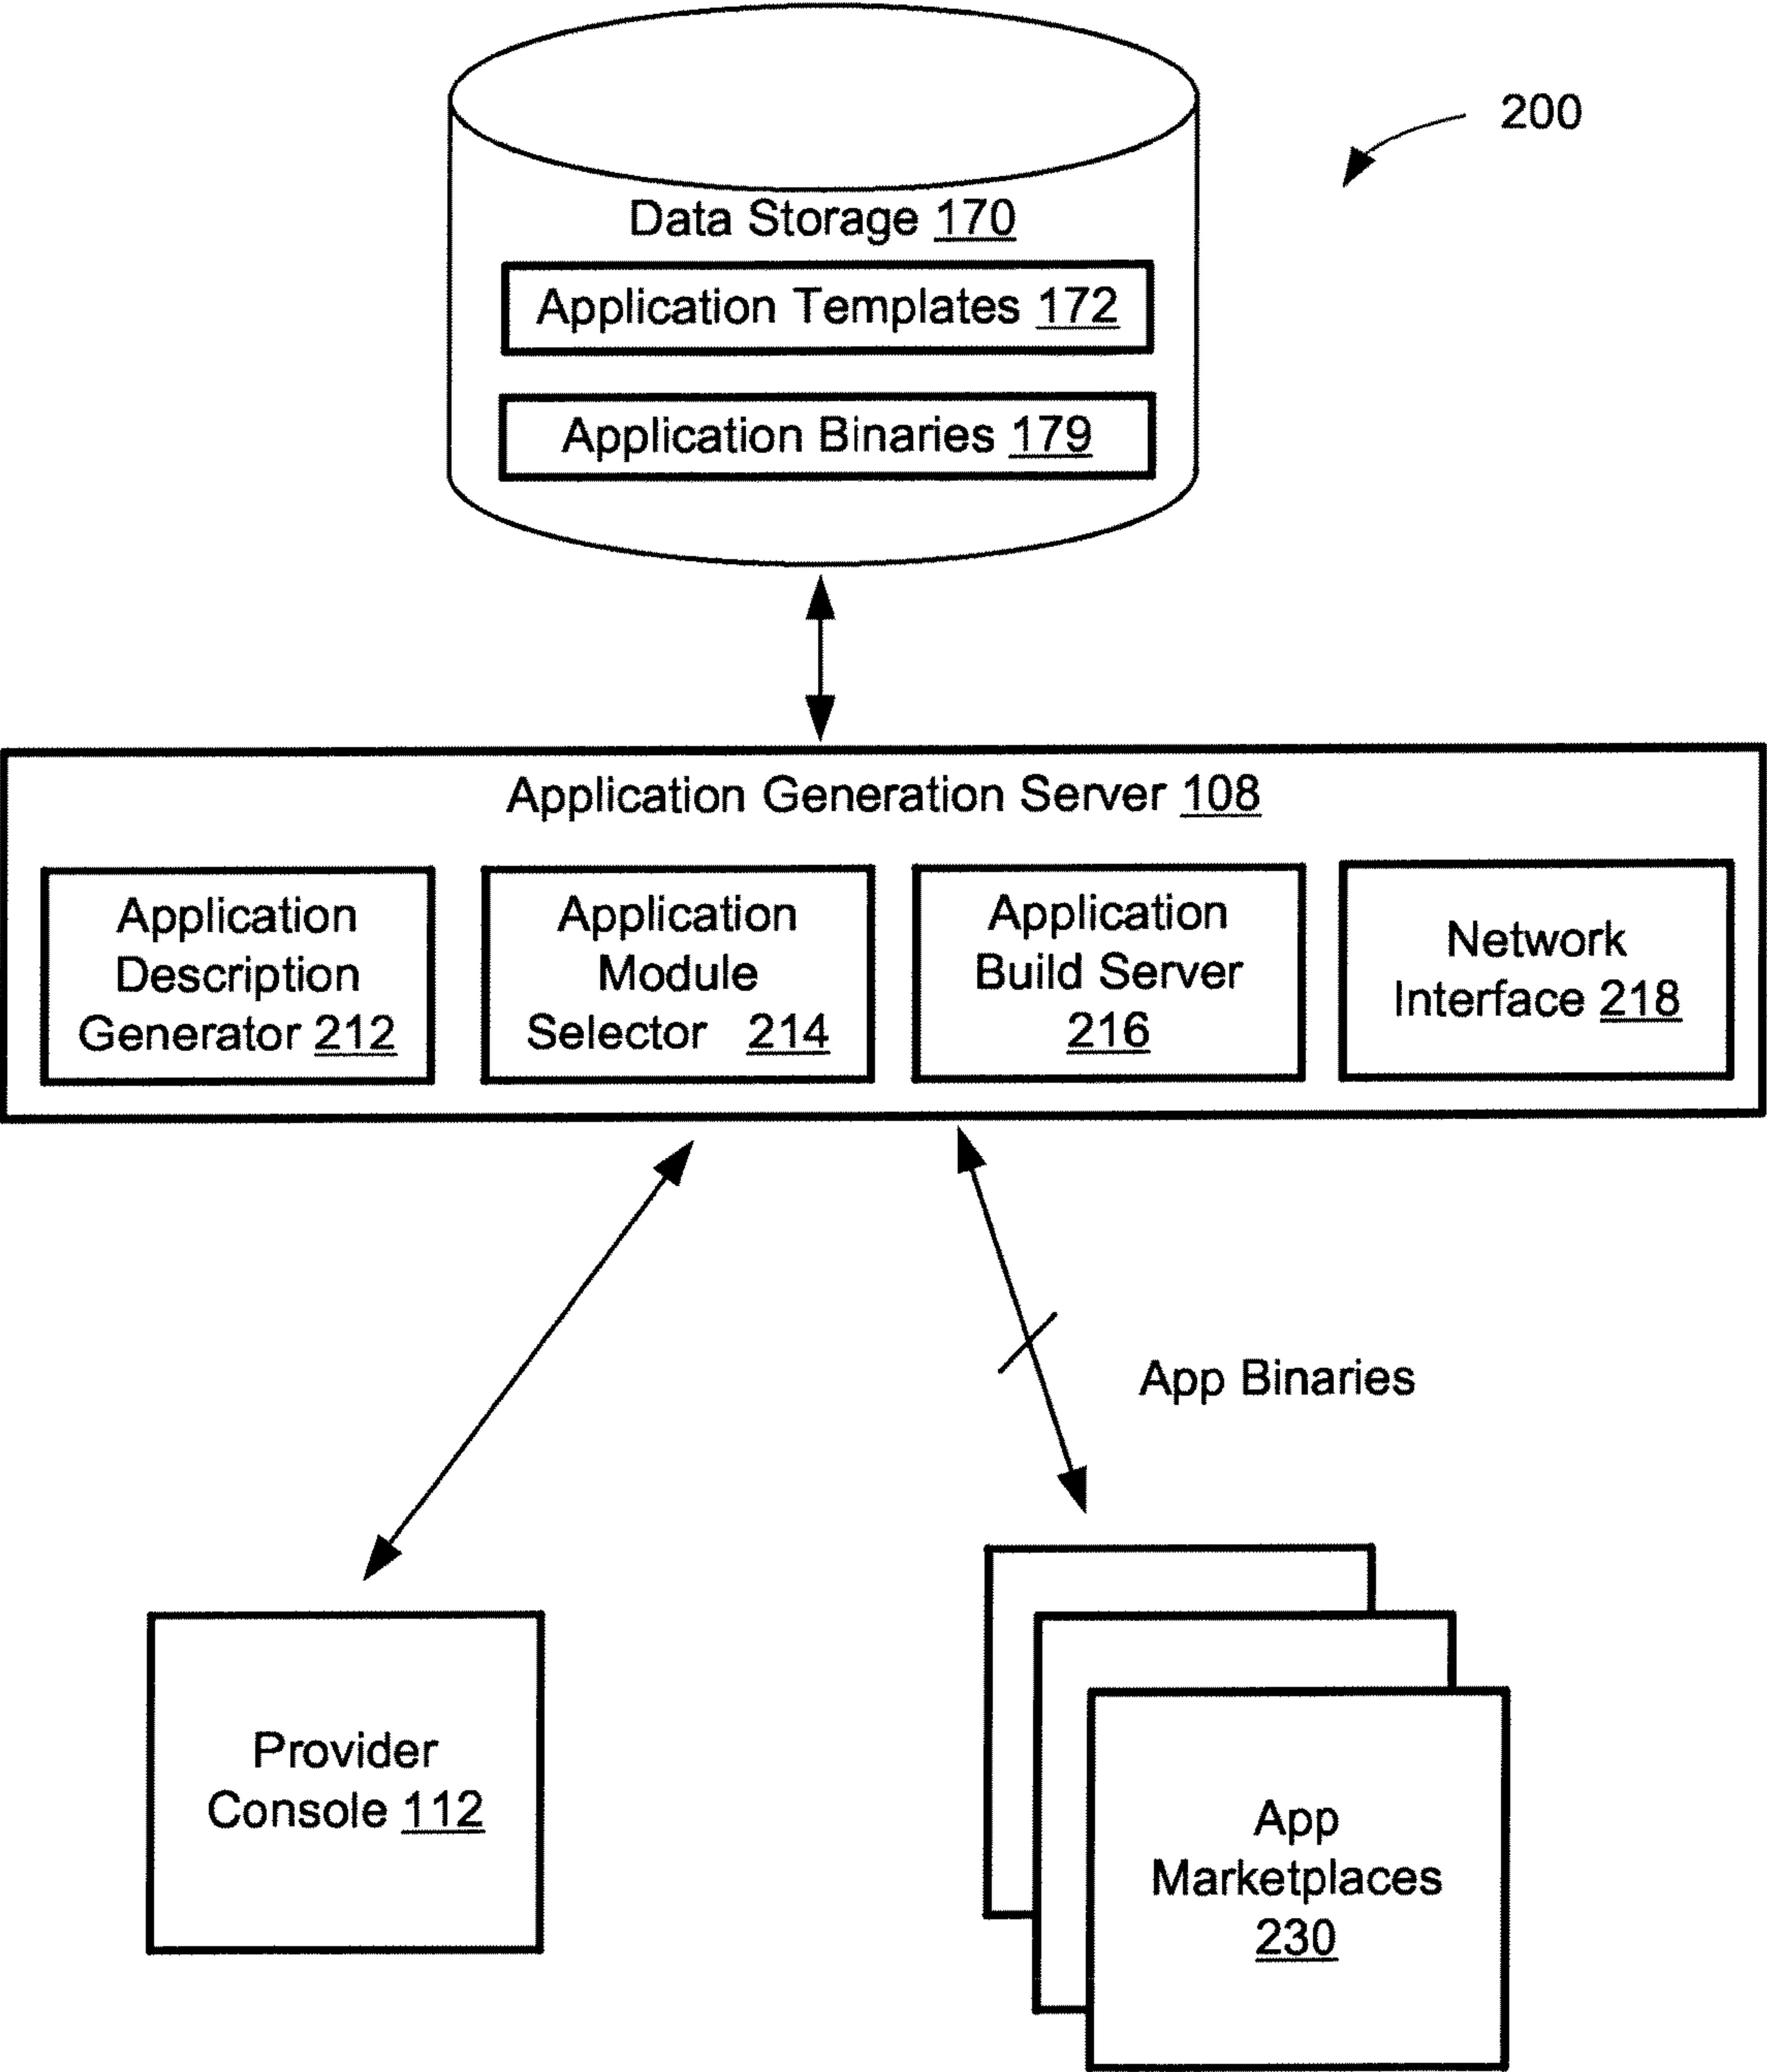 200
Data Storage 170
Application Templates 172
Application Binaries 179
Application Generation Server 108
Application
Description
Generator 212
Application
Module
Selector 214
Application
Build Server
216
Network
Interface 218
App Binaries
Provider
Console 112
App
Marketplaces
230